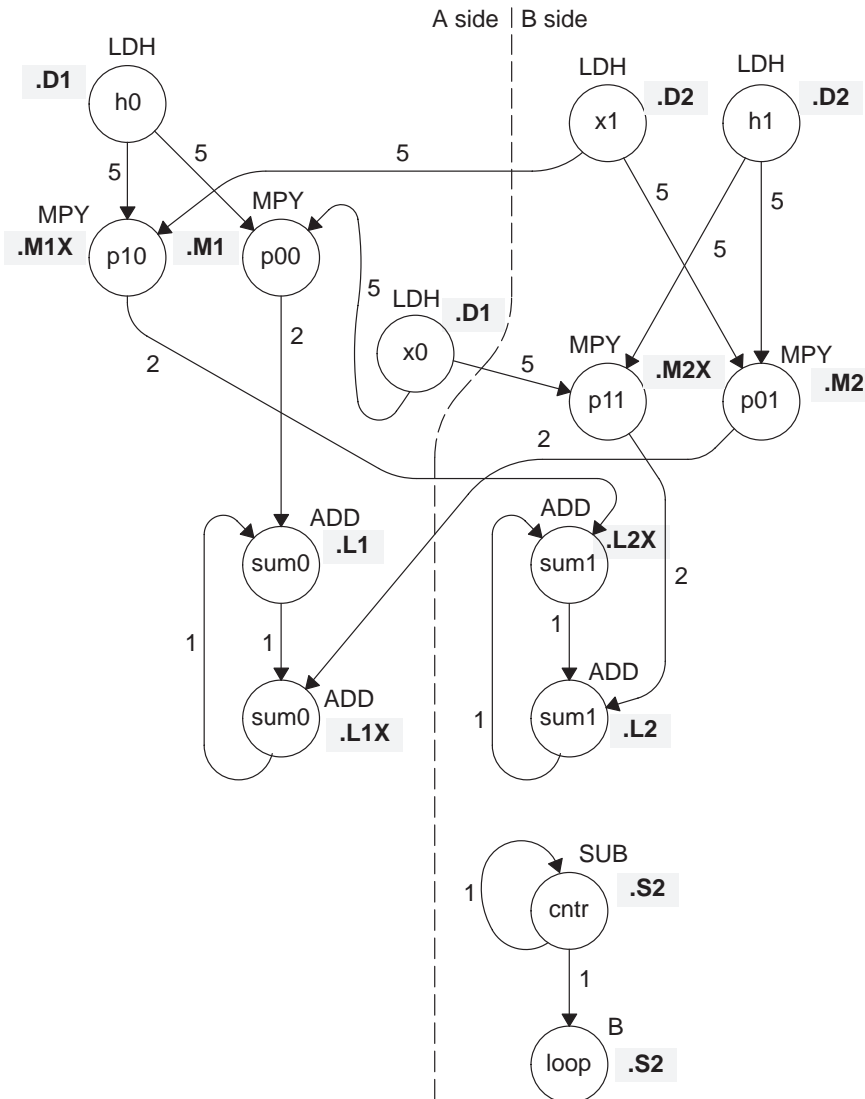 A side
B side
LDH
.D1
h0
LDH
.D2
x1
LDH
.D2
h1
5
5
5
5
5
5
MPY
.M1X
p10
MPY
.M1
p00
5
LDH
.D1
x0
5
2
2
MPY
.M2X
p11
MPY
.M2
p01
2
ADD
.L1
sum0
ADD
.L2X
sum1
2
1
1
1
ADD
.L1X
sum0
ADD
.L2
sum1
1
SUB
.S2
cntr
1
1
B
.S2
loop